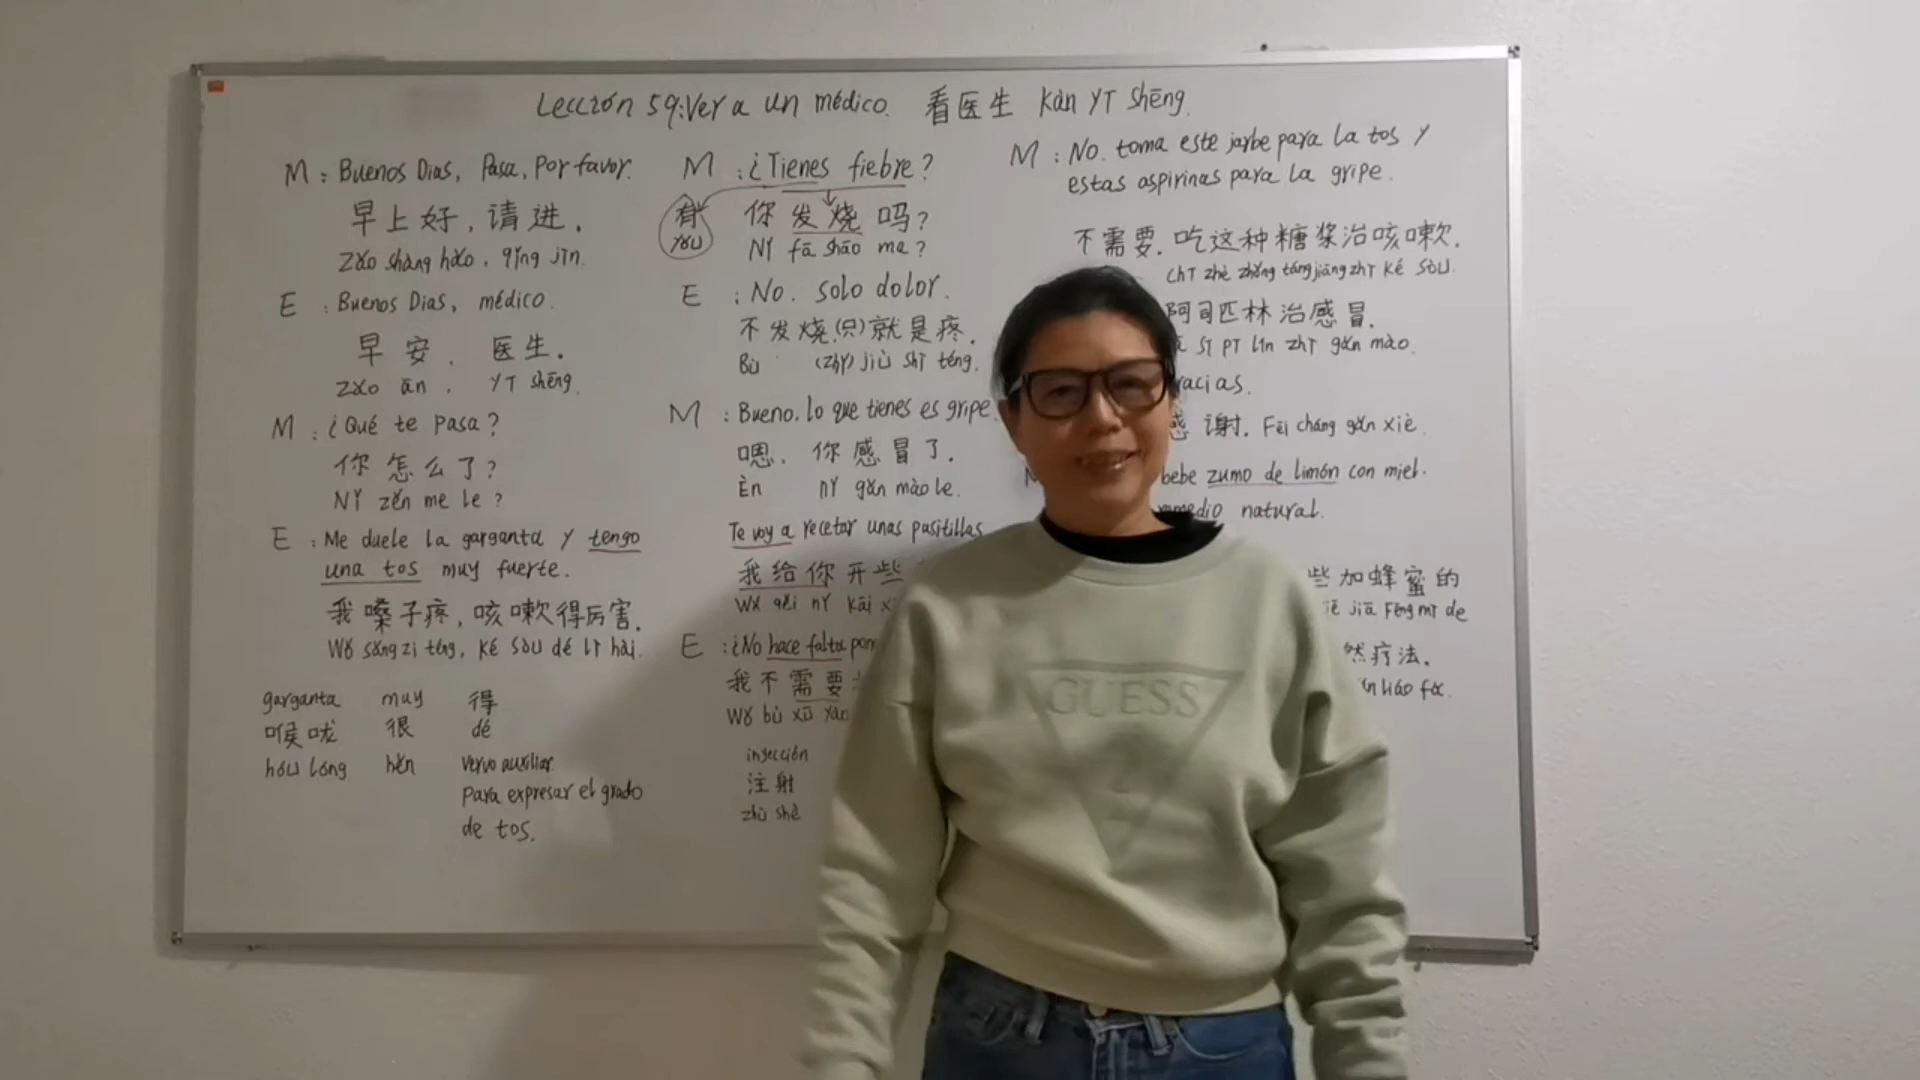 Lección 59: Ver a un médico. 看医生 Kàn Yī Shēng.
M: Buenos Dias, Pasa, Por favor.
早上好,请进.
zǎo shàng hǎo, qǐng jìn.
E: Buenos Dias, médico.
早安. 医生.
zǎo ān, Yī shēng.
M: ¿Qué te pasa?
你怎么了?
Nǐ zěn me le?
E: Me duele la garganta y tengo
una tos muy fuerte.
我嗓子疼,咳嗽得厉害.
Wǒ sǎng zi téng, ké sòu dé lì hài.
garganta muy 得
喉咙 很 dé
hóu lóng hěn vervo auxiliar.
para expresar el grado
de tos.
M: ¿Tienes fiebre?
有 你发烧吗?
yǒu Nǐ fā shāo ma?
E: No. solo dolor.
不发烧,(只)就是疼.
Bù (zhǐ) jiù shì téng.
M: Bueno. lo que tienes es gripe.
嗯. 你感冒了.
Èn nǐ gǎn mào le.
Te voy a recetar unas pasitillas
我给你开些
Wǒ gěi nǐ kāi
E: ¿No hace falta
我不需要
Wǒ bù xū yào
insección
注射
zhù shè
M: No. toma este jarbe para la tos y
estas aspirinas para la gripe.
不需要. 吃这种糖浆治咳嗽.
chī zhè zhǒng táng jiāng zhì ké sòu.
阿司匹林治感冒.
sī pǐ lín zhì gǎn mào.
racias.
感谢. Fēi cháng gǎn xiè.
bebe zumo de limón con miel.
medio natural.
些加蜂蜜的
iē jiā Fēng mì de
然疗法.
liáo fǎ.
GUESS